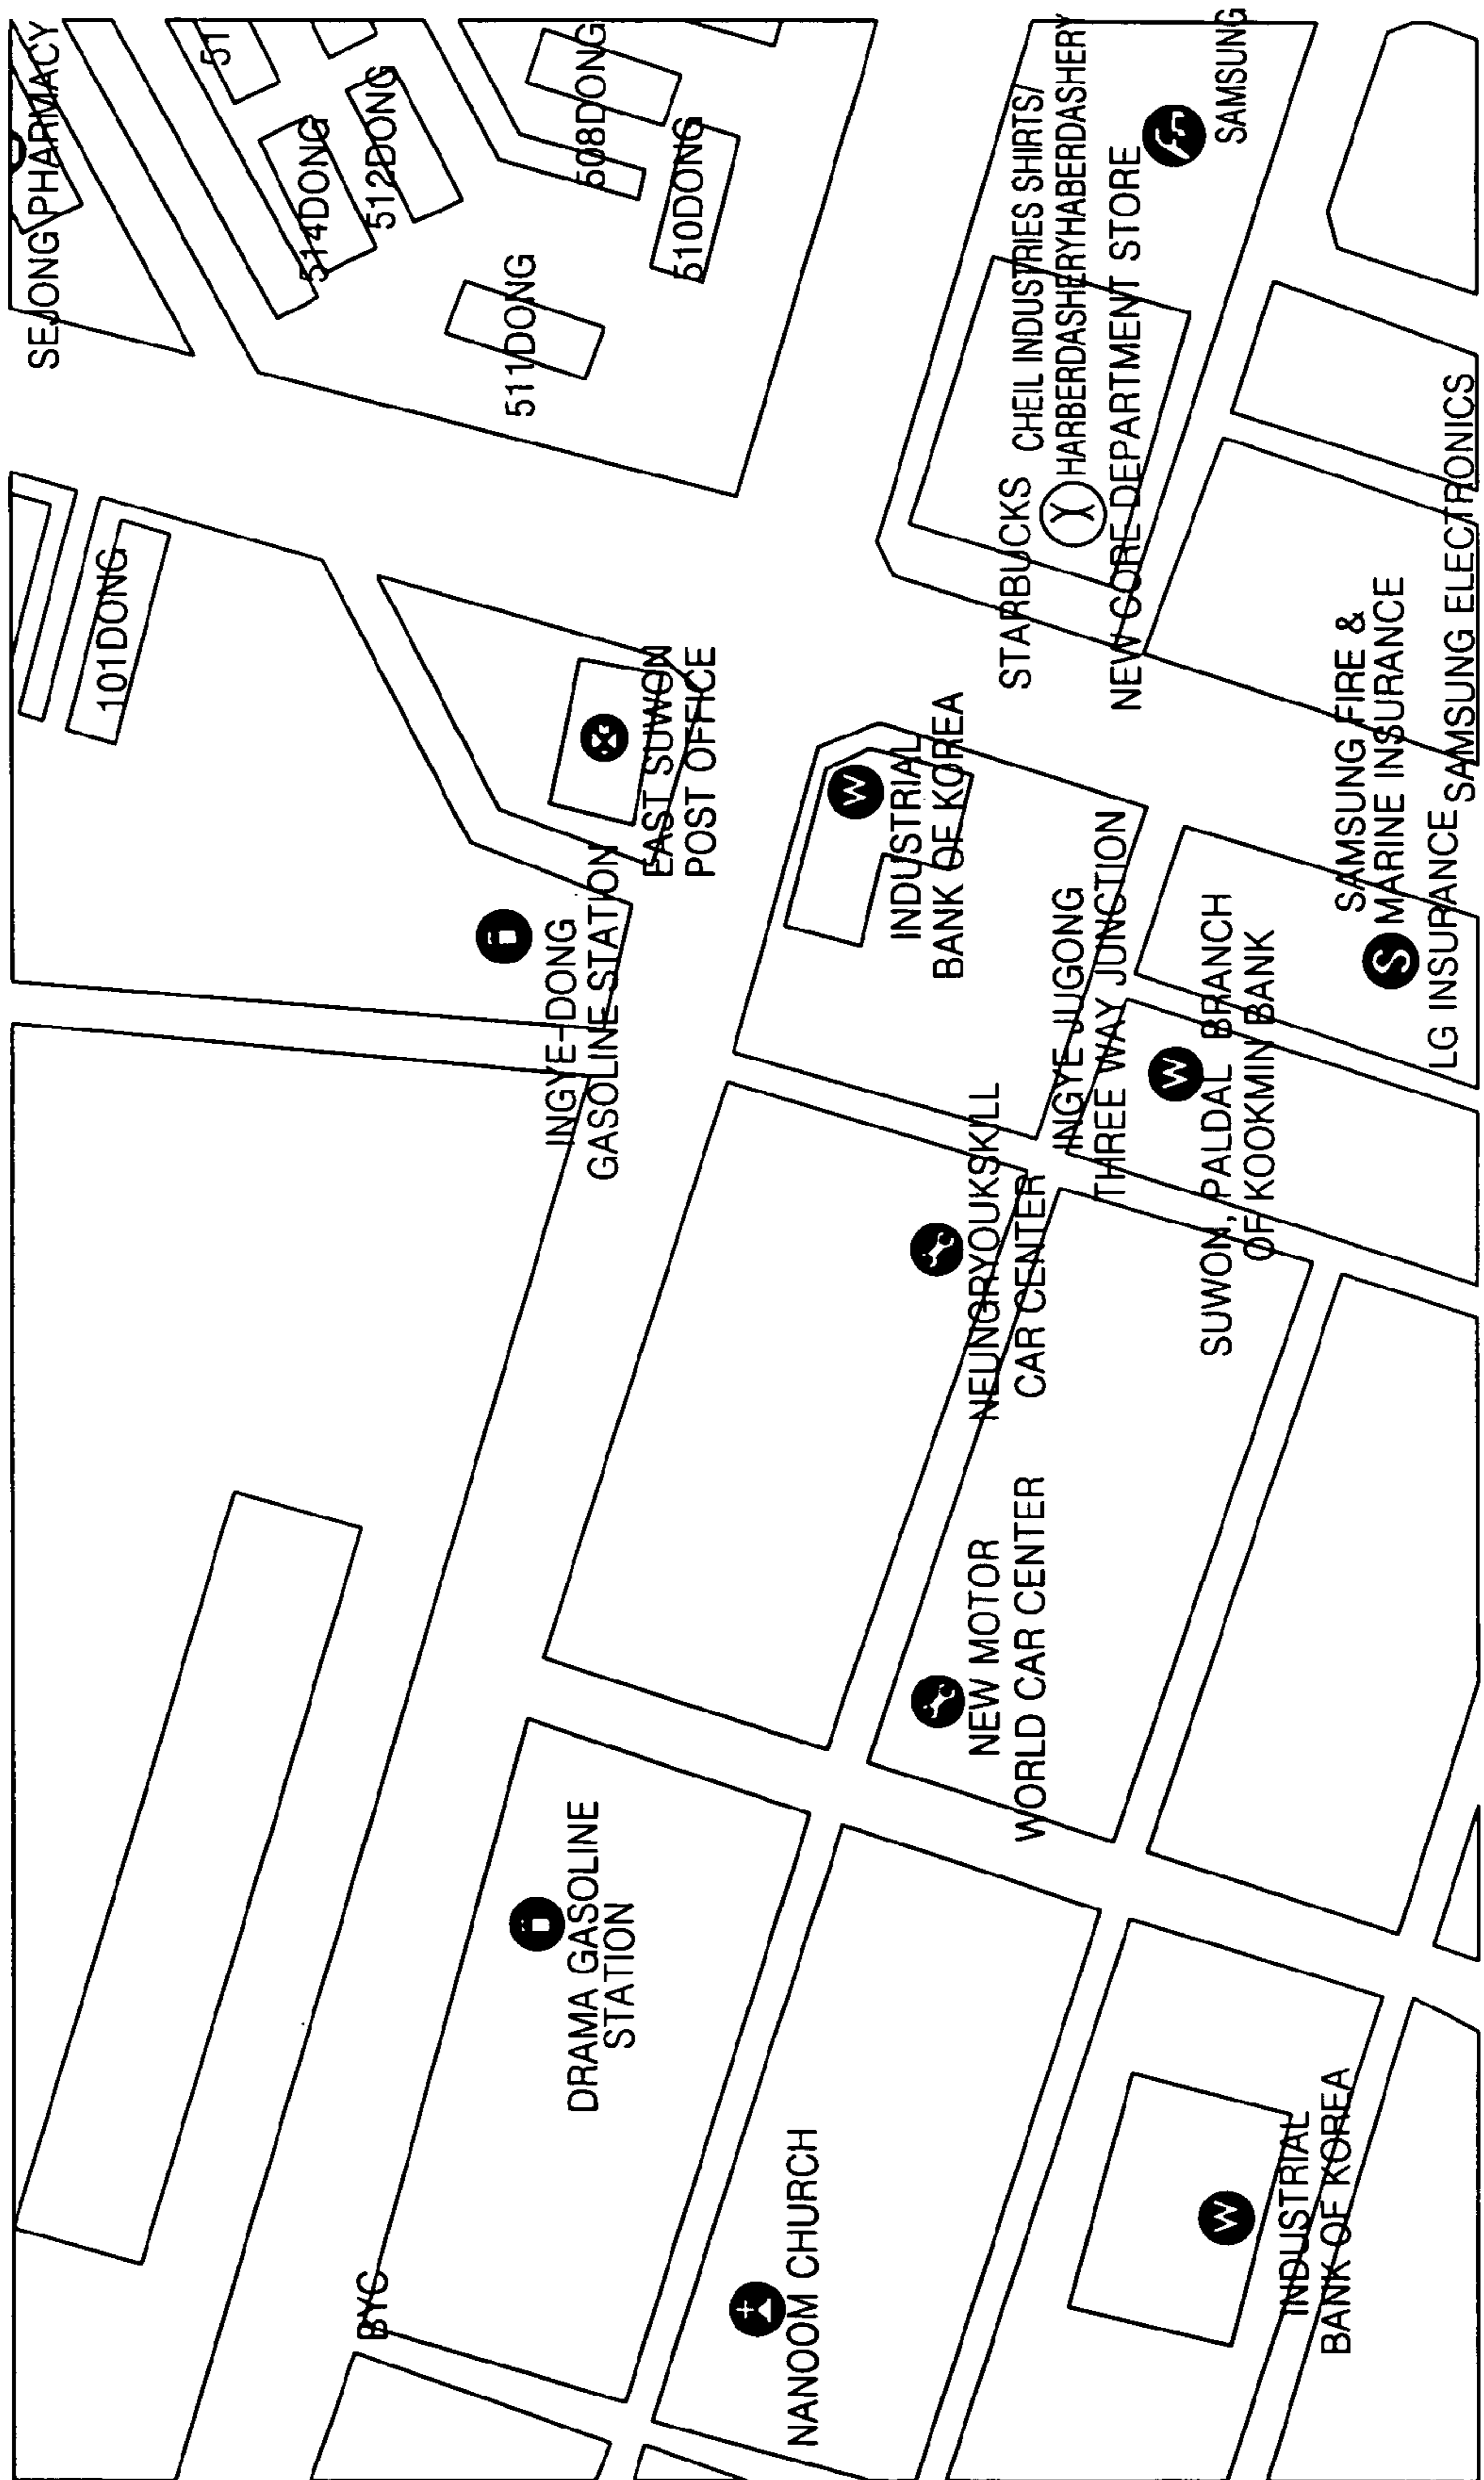 SEJONG PHARMACY
51
514DONG
512DONG
508DONG
510DONG
511DONG
101DONG
EAST SUWON
POST OFFICE
INGYE-DONG
GASOLINE STATION
CHEIL INDUSTRIES SHIRTS/
HARBERDASHERYHABERDASHERY
STARBUCKS
NEW CORE DEPARTMENT STORE
SAMSUNG
W
INDUSTRIAL
BANK OF KOREA
INGYE JUGONG
THREE WAY JUNCTION
W
SUWON, PALDAL BRANCH
OF KOOKMIN BANK
SAMSUNG FIRE &
MARINE INSURANCE
S
LG INSURANCE
SAMSUNG ELECTRONICS
NEUNGRYOUKSKILL
CAR CENTER
NEW MOTOR
WORLD CAR CENTER
DRAMA GASOLINE
STATION
BYC
NANOOM CHURCH
W
INDUSTRIAL
BANK OF KOREA